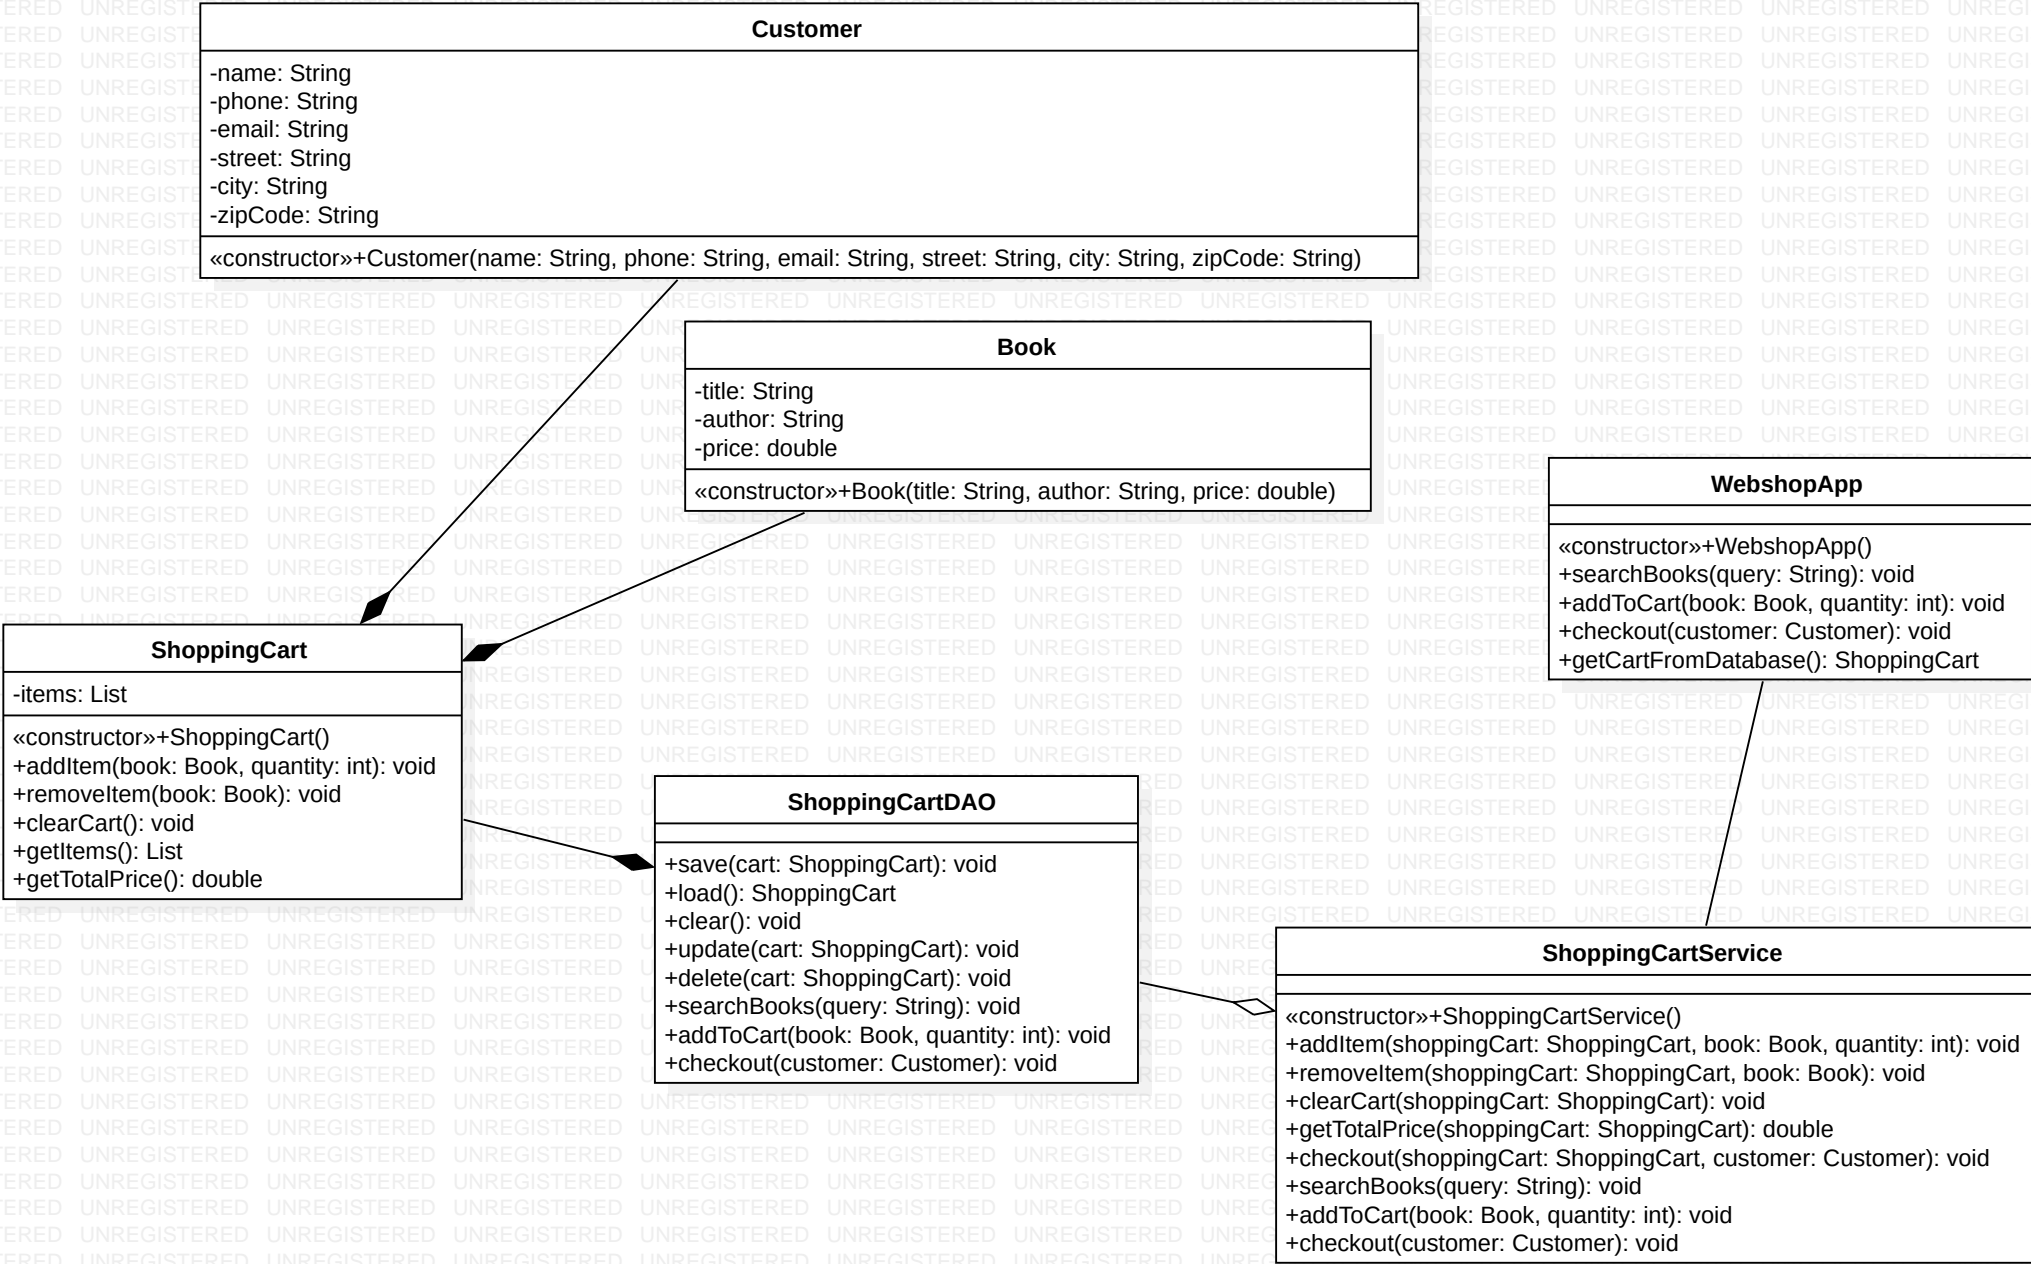 Customer
-name: String
-phone: String
-email: String
-street: String
-city: String
-zipCode: String
«constructor»+Customer(name: String, phone: String, email: String, street: String, city: String, zipCode: String)
Book
-title: String
-author: String
-price: double
«constructor»+Book(title: String, author: String, price: double)
WebshopApp
«constructor»+WebshopApp()
+searchBooks(query: String): void
+addToCart(book: Book, quantity: int): void
+checkout(customer: Customer): void
+getCartFromDatabase(): ShoppingCart
ShoppingCart
-items: List
«constructor»+ShoppingCart()
+addItem(book: Book, quantity: int): void
+removeItem(book: Book): void
+clearCart(): void
+getItems(): List
+getTotalPrice(): double
ShoppingCartDAO
+save(cart: ShoppingCart): void
+load(): ShoppingCart
+clear(): void
+update(cart: ShoppingCart): void
+delete(cart: ShoppingCart): void
+searchBooks(query: String): void
+addToCart(book: Book, quantity: int): void
+checkout(customer: Customer): void
ShoppingCartService
«constructor»+ShoppingCartService()
+addItem(shoppingCart: ShoppingCart, book: Book, quantity: int): void
+removeItem(shoppingCart: ShoppingCart, book: Book): void
+clearCart(shoppingCart: ShoppingCart): void
+getTotalPrice(shoppingCart: ShoppingCart): double
+checkout(shoppingCart: ShoppingCart, customer: Customer): void
+searchBooks(query: String): void
+addToCart(book: Book, quantity: int): void
+checkout(customer: Customer): void
UNREGISTERED